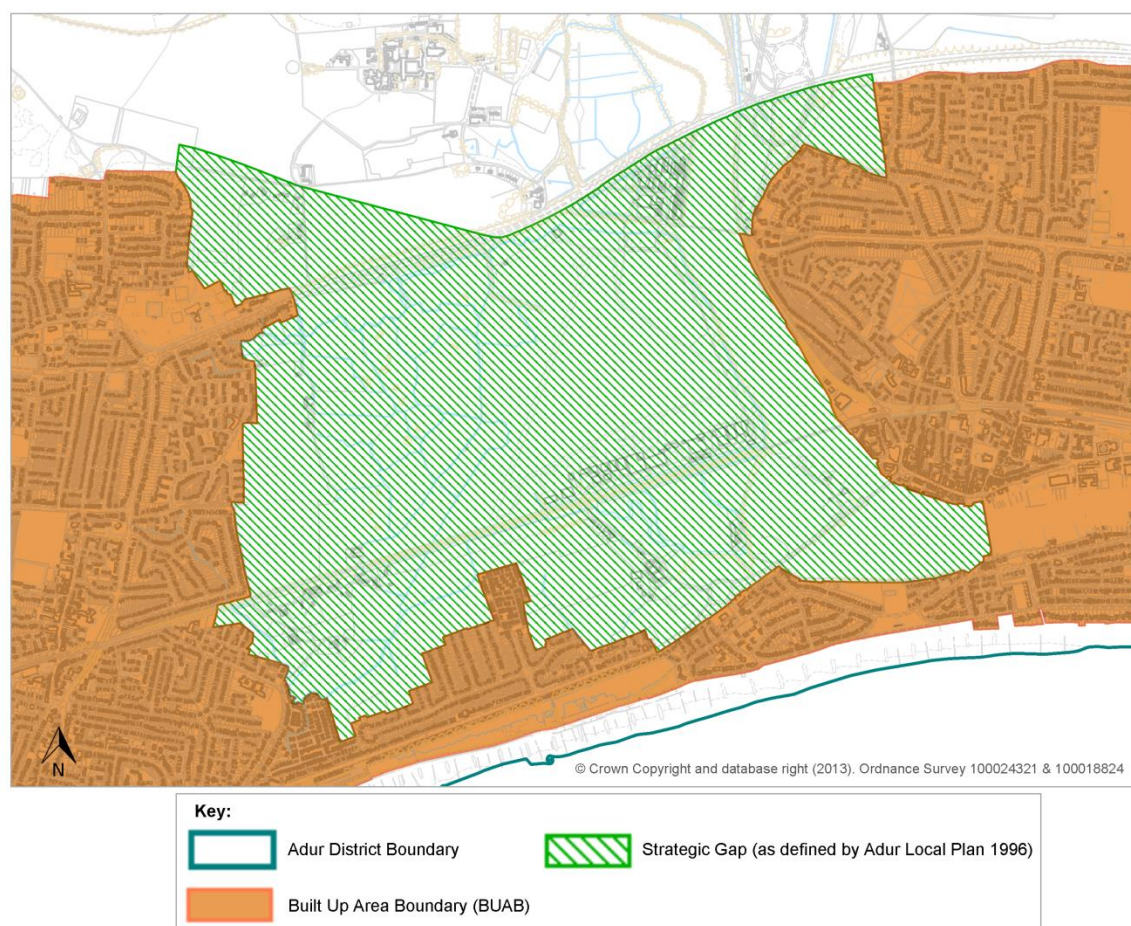 N
© Crown Copyright and database right (2013). Ordnance Survey 100024321 & 100018824
Key:
Adur District Boundary
Strategic Gap (as defined by Adur Local Plan 1996)
Built Up Area Boundary (BUAB)